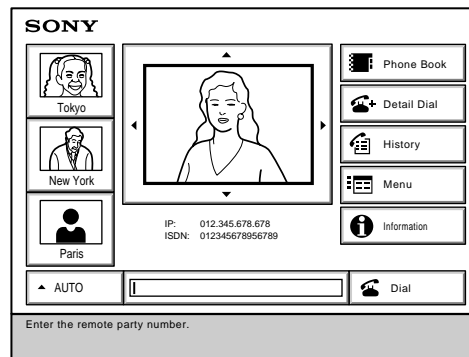 SONY
Tokyo
New York
Paris
IP: 012.345.678.678
ISDN: 012345678956789
Phone Book
Detail Dial
History
Menu
Information
AUTO
Dial
Enter the remote party number.